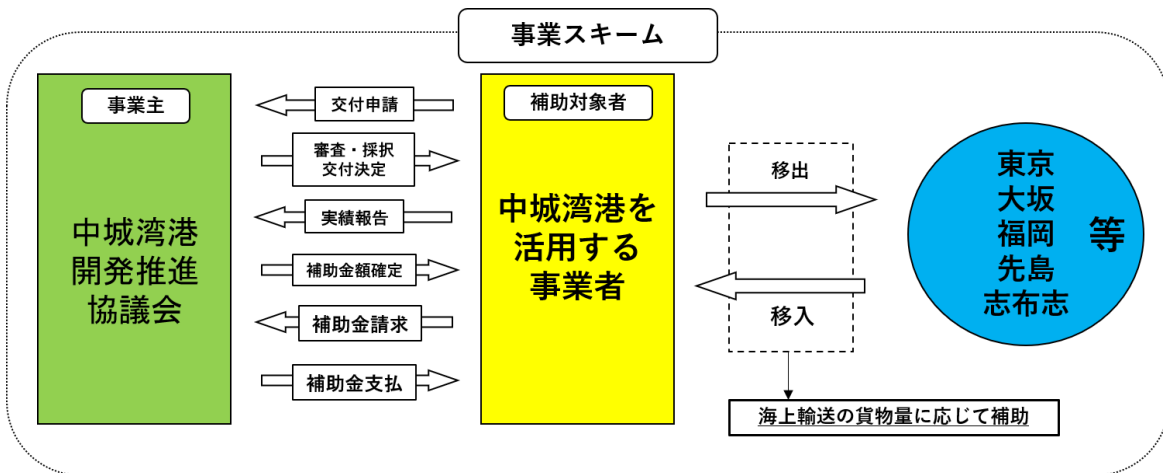 事業スキーム
事業主
中城湾港
開発推進
協議会
交付申請
審査・採択
交付決定
実績報告
補助金額確定
補助金請求
補助金支払
補助対象者
中城湾港を
活用する
事業者
移出
移入
東京
大坂
福岡
先島
志布志
等
海上輸送の貨物量に応じて補助